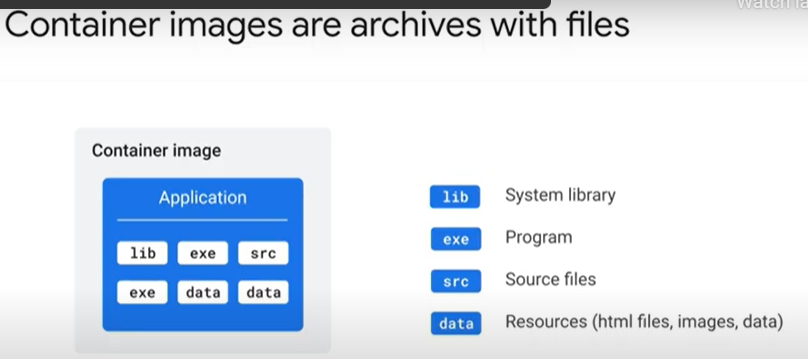 Container images are archives with files
Container image
Application
lib exe src
exe data data
lib System library
exe Program
src Source files
data Resources (html files, images, data)